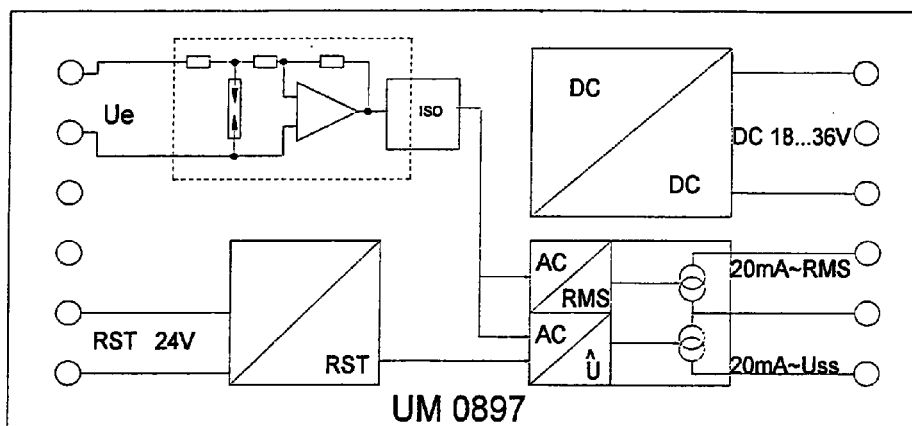 Ue
ISO
DC
DC
DC 18...36V
AC
RMS
20mA~RMS
RST 24V
RST
AC
Û
20mA~Uss
UM 0897